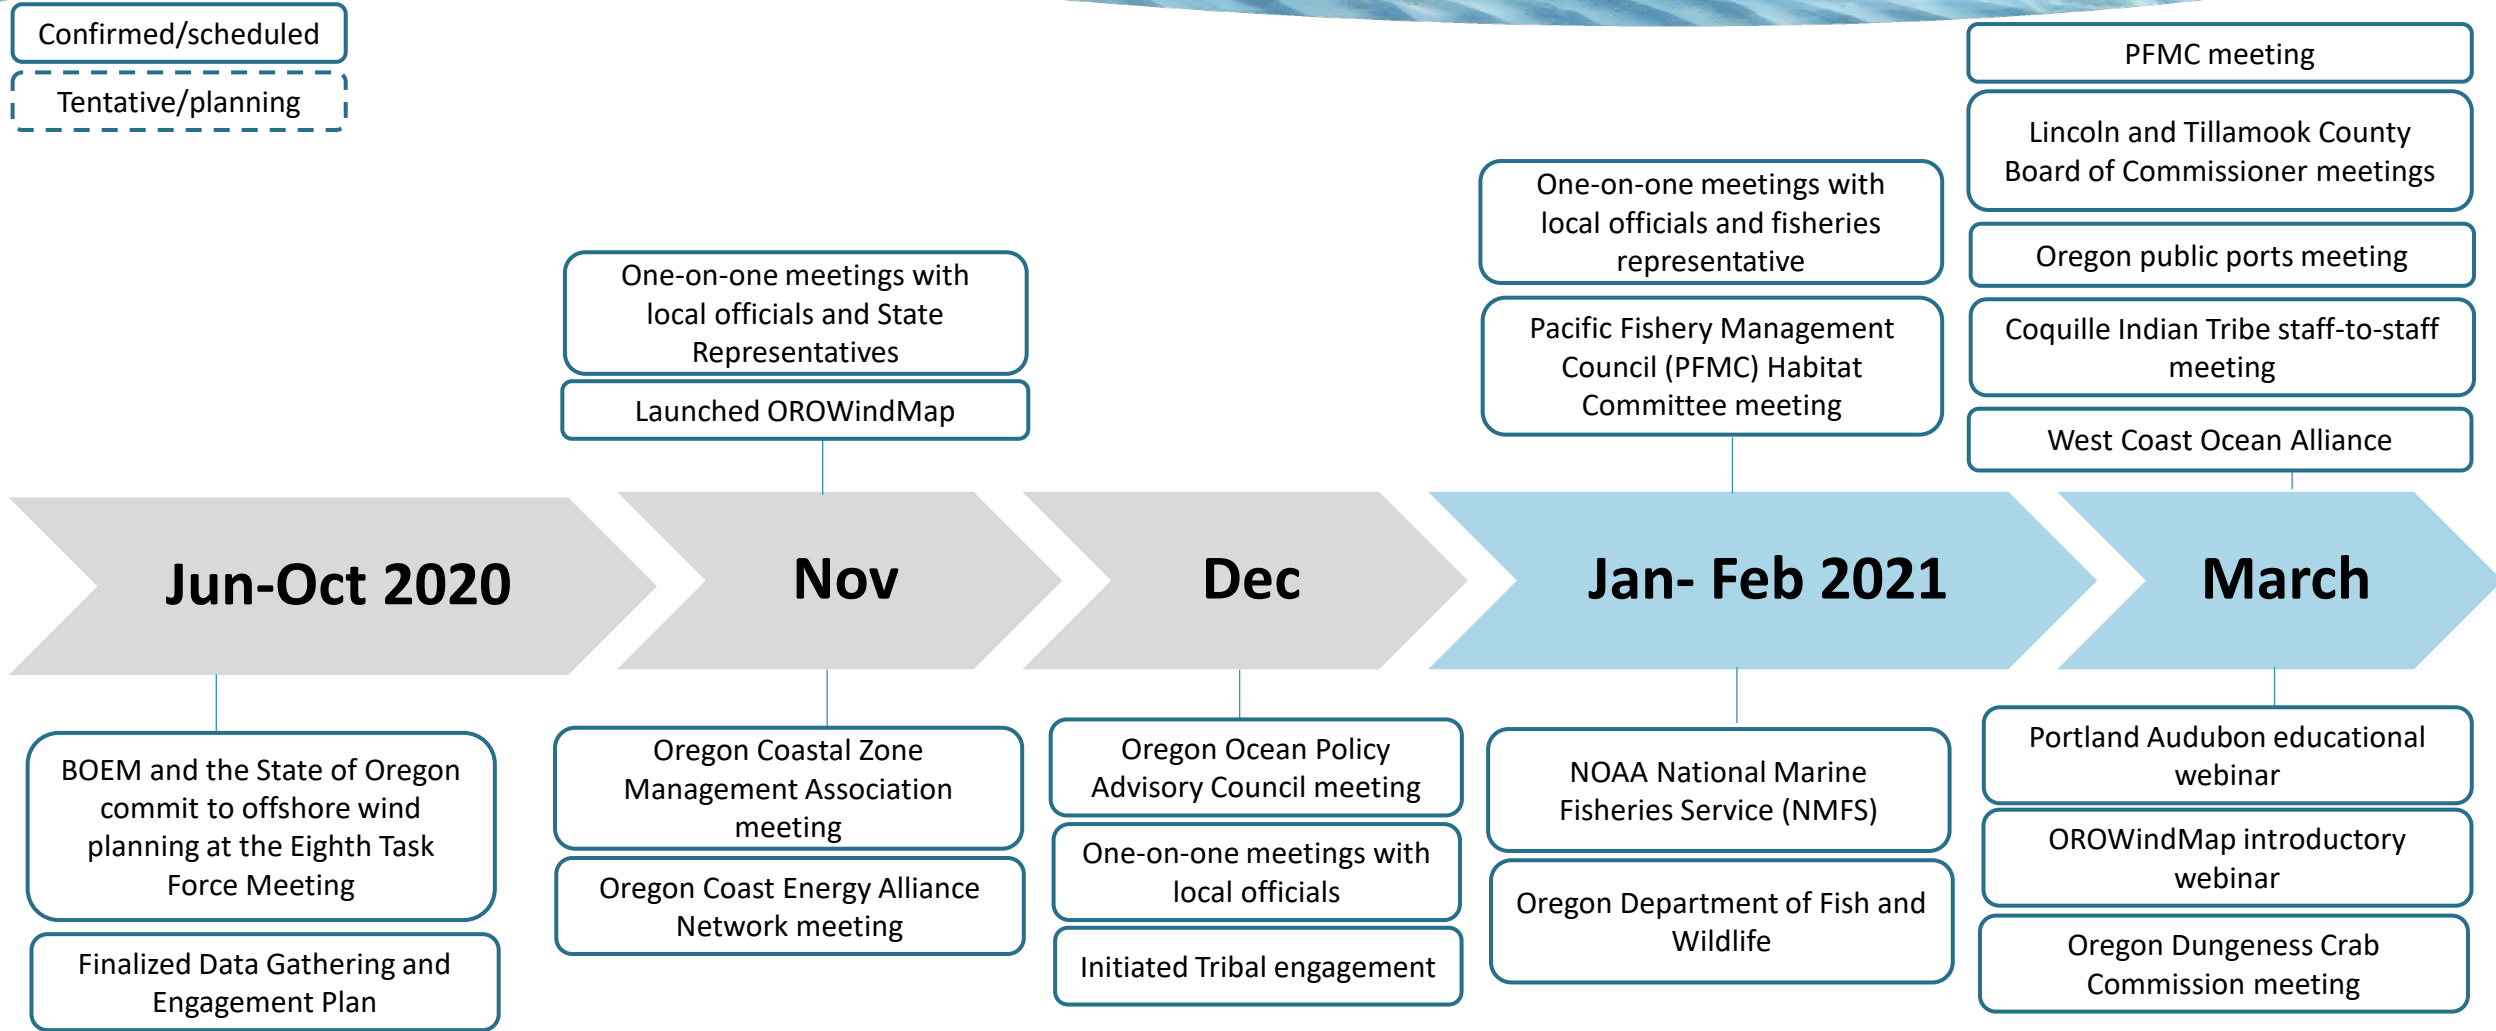 Confirmed/scheduled
Tentative/planning
One-on-one meetings with
local officials and State
Representatives
Launched OROWindMap
One-on-one meetings with
local officials and fisheries
representative
Pacific Fishery Management
Council (PFMC) Habitat
Committee meeting
PFMC meeting
Lincoln and Tillamook County
Board of Commissioner meetings
Oregon public ports meeting
Coquille Indian Tribe staff-to-staff
meeting
West Coast Ocean Alliance
Jun-Oct 2020
Nov
Dec
Jan- Feb 2021
March
BOEM and the State of Oregon
commit to offshore wind
planning at the Eighth Task
Force Meeting
Finalized Data Gathering and
Engagement Plan
Oregon Coastal Zone
Management Association
meeting
Oregon Coast Energy Alliance
Network meeting
Oregon Ocean Policy
Advisory Council meeting
One-on-one meetings with
local officials
Initiated Tribal engagement
NOAA National Marine
Fisheries Service (NMFS)
Oregon Department of Fish and
Wildlife
Portland Audubon educational
webinar
OROWindMap introductory
webinar
Oregon Dungeness Crab
Commission meeting